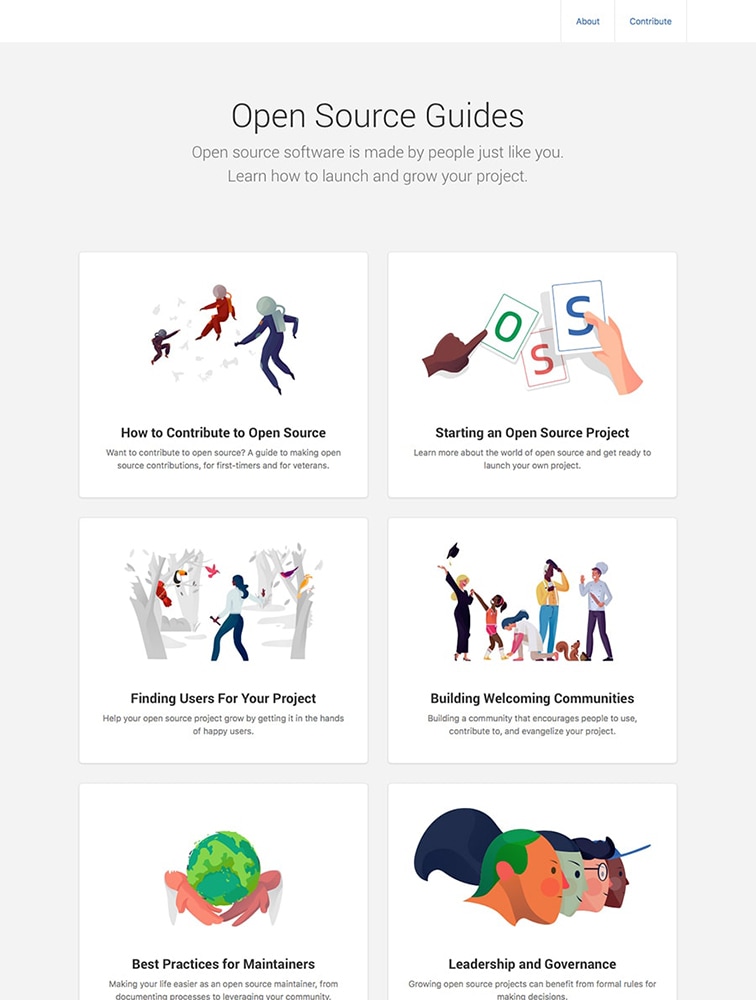 About
Contribute
Open Source Guides
Open source software is made by people just like you.
Learn how to launch and grow your project.
O
S
S
How to Contribute to Open Source
Want to contribute to open source? A guide to making open
source contributions, for first-timers and for veterans.
Starting an Open Source Project
Learn more about the world of open source and get ready to
launch your own project.
Finding Users For Your Project
Help your open source project grow by getting it in the hands
of happy users.
Building Welcoming Communities
Building a community that encourages people to use,
contribute to, and evangelize your project.
Best Practices for Maintainers
Making your life easier as an open source maintainer, from
documenting processes to leveraging your community.
Leadership and Governance
Growing open source projects can benefit from formal rules for
making decisions.